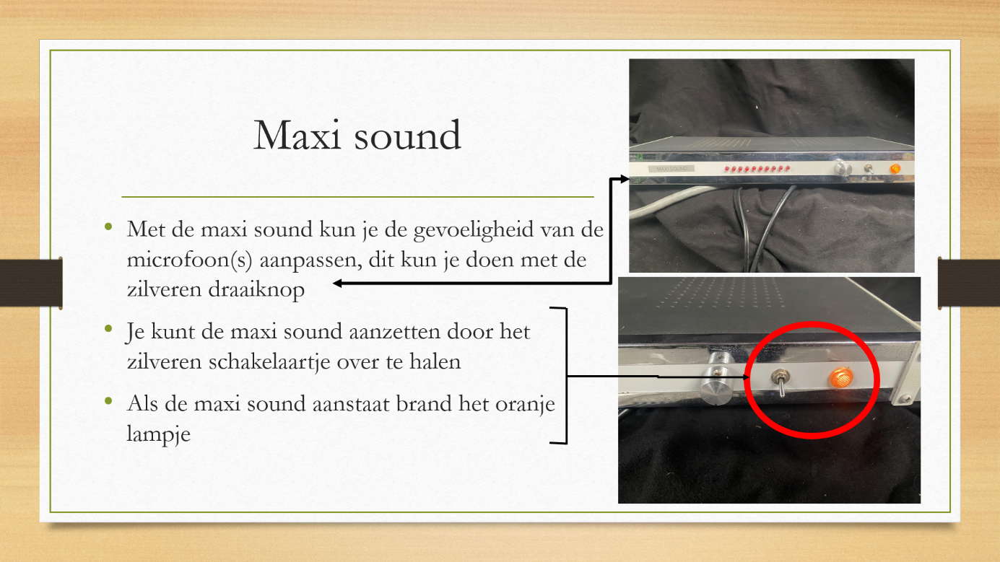 Maxi sound
Met de maxi sound kun je de gevoeligheid van de
microfoon(s) aanpassen, dit kun je doen met de
zilveren draaiknop
Je kunt de maxi sound aanzetten door het
zilveren schakelaartje over te halen
Als de maxi sound aanstaat brand het oranje
lampje
MAXI SOUND